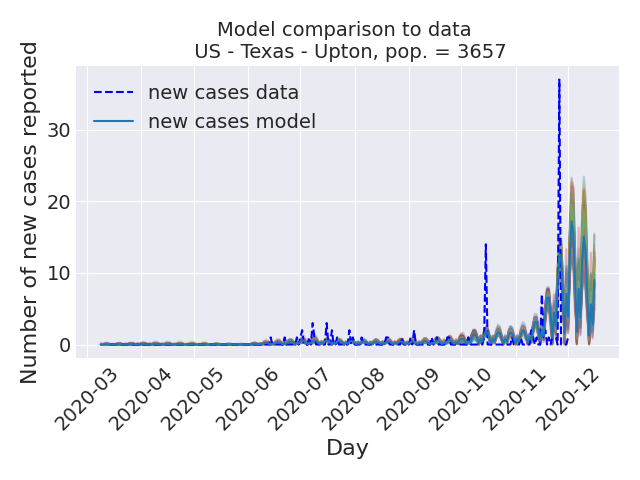 Model comparison to data
US - Texas - Upton, pop. = 3657
Number of new cases reported
new cases data
new cases model
30
20
10
0
2020-03
2020-04
2020-05
2020-06
2020-07
2020-08
2020-09
2020-10
2020-11
2020-12
Day